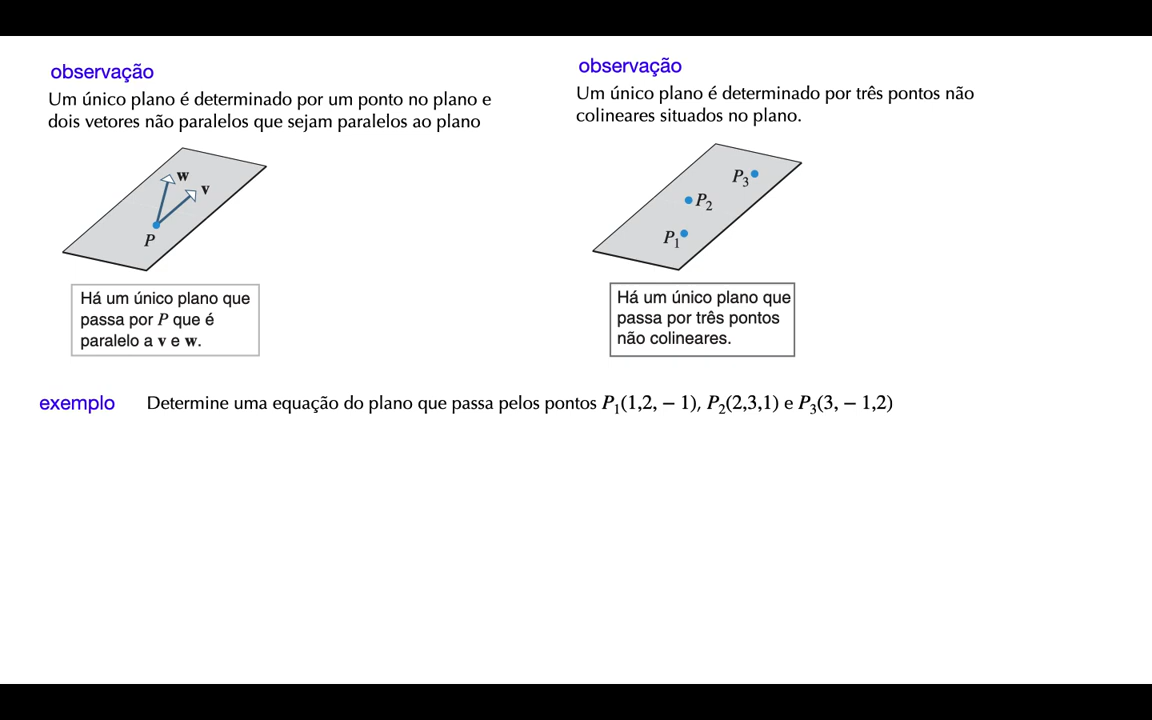 observação
Um único plano é determinado por um ponto no plano e
dois vetores não paralelos que sejam paralelos ao plano
w
v
P
Há um único plano que
passa por P que é
paralelo a v e w.
observação
Um único plano é determinado por três pontos não
colineares situados no plano.
P3
P2
P1
Há um único plano que
passa por três pontos
não colineares.
exemplo Determine uma equação do plano que passa pelos pontos P1(1,2, − 1), P2(2,3,1) e P3(3, − 1,2)